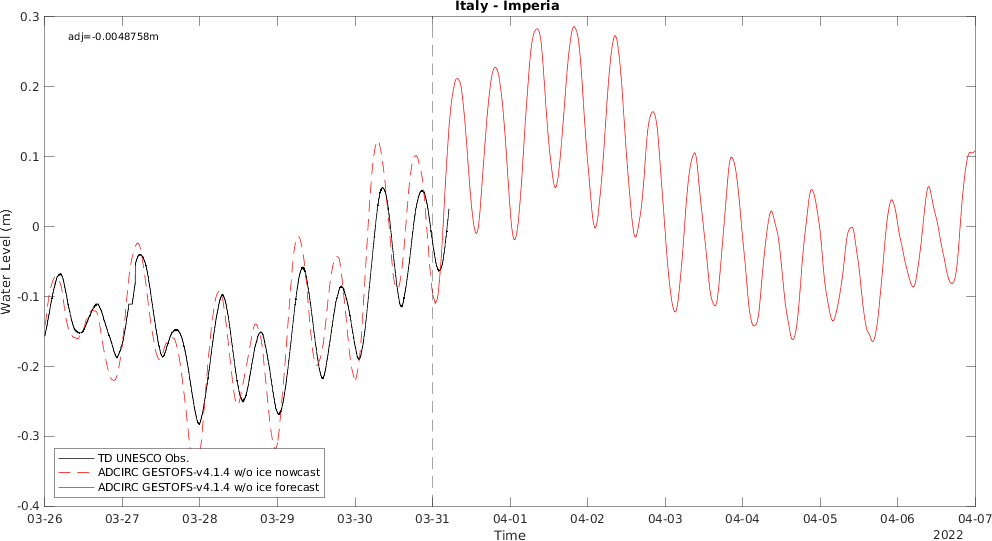 Italy - Imperia
adj=-0.0048758m
Water Level (m)
0.3
0.2
0.1
0
-0.1
-0.2
-0.3
-0.4
TD UNESCO Obs.
ADCIRC GESTOFS-v4.1.4 w/o ice nowcast
ADCIRC GESTOFS-v4.1.4 w/o ice forecast
03-26 03-27 03-28 03-29 03-30 03-31 04-01 04-02 04-03 04-04 04-05 04-06 04-07
Time
2022